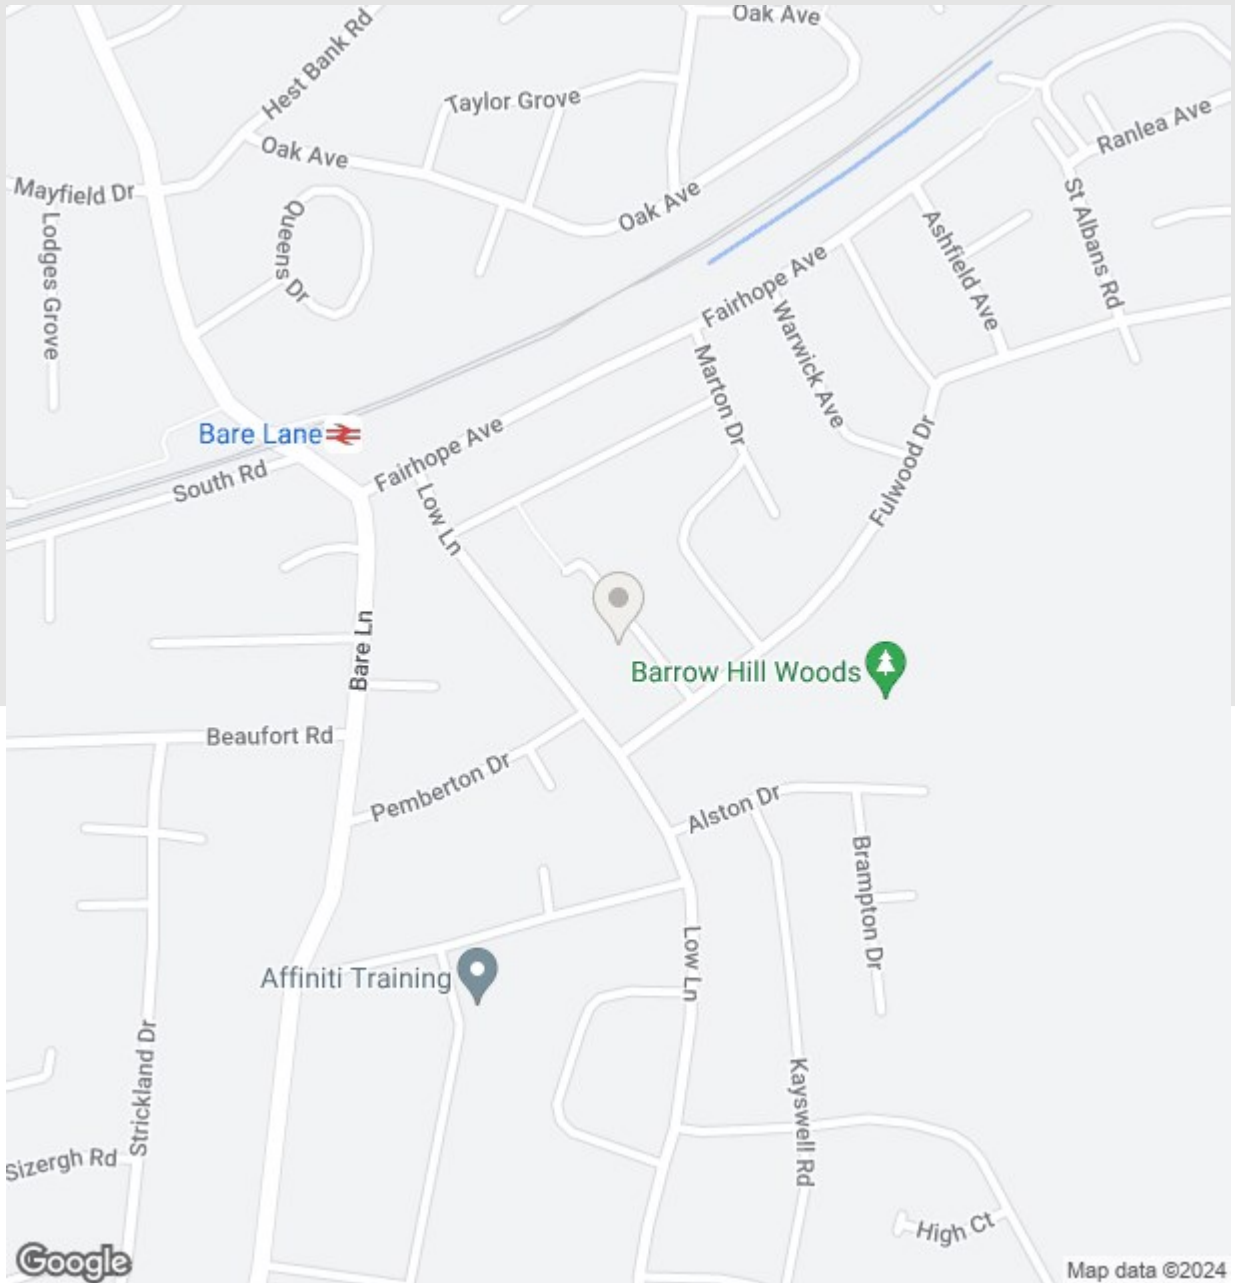 Oak Ave
Hest Bank Rd
Taylor Grove
Ranlea Ave
Oak Ave
Mayfield Dr
Lodges Grove
Queens Dr
Oak Ave
St Albans Rd
Ashfield Ave
Fairhope Ave
Warwick Ave
Marton Dr
Bare Lane
Fairhope Ave
South Rd
Low Ln
Fulwood Dr
Bare Ln
Barrow Hill Woods
Beaufort Rd
Pemberton Dr
Alston Dr
Brampton Dr
Affiniti Training
Low Ln
Strickland Dr
Kayswell Rd
Sizergh Rd
High Ct
Google
Map data ©2024